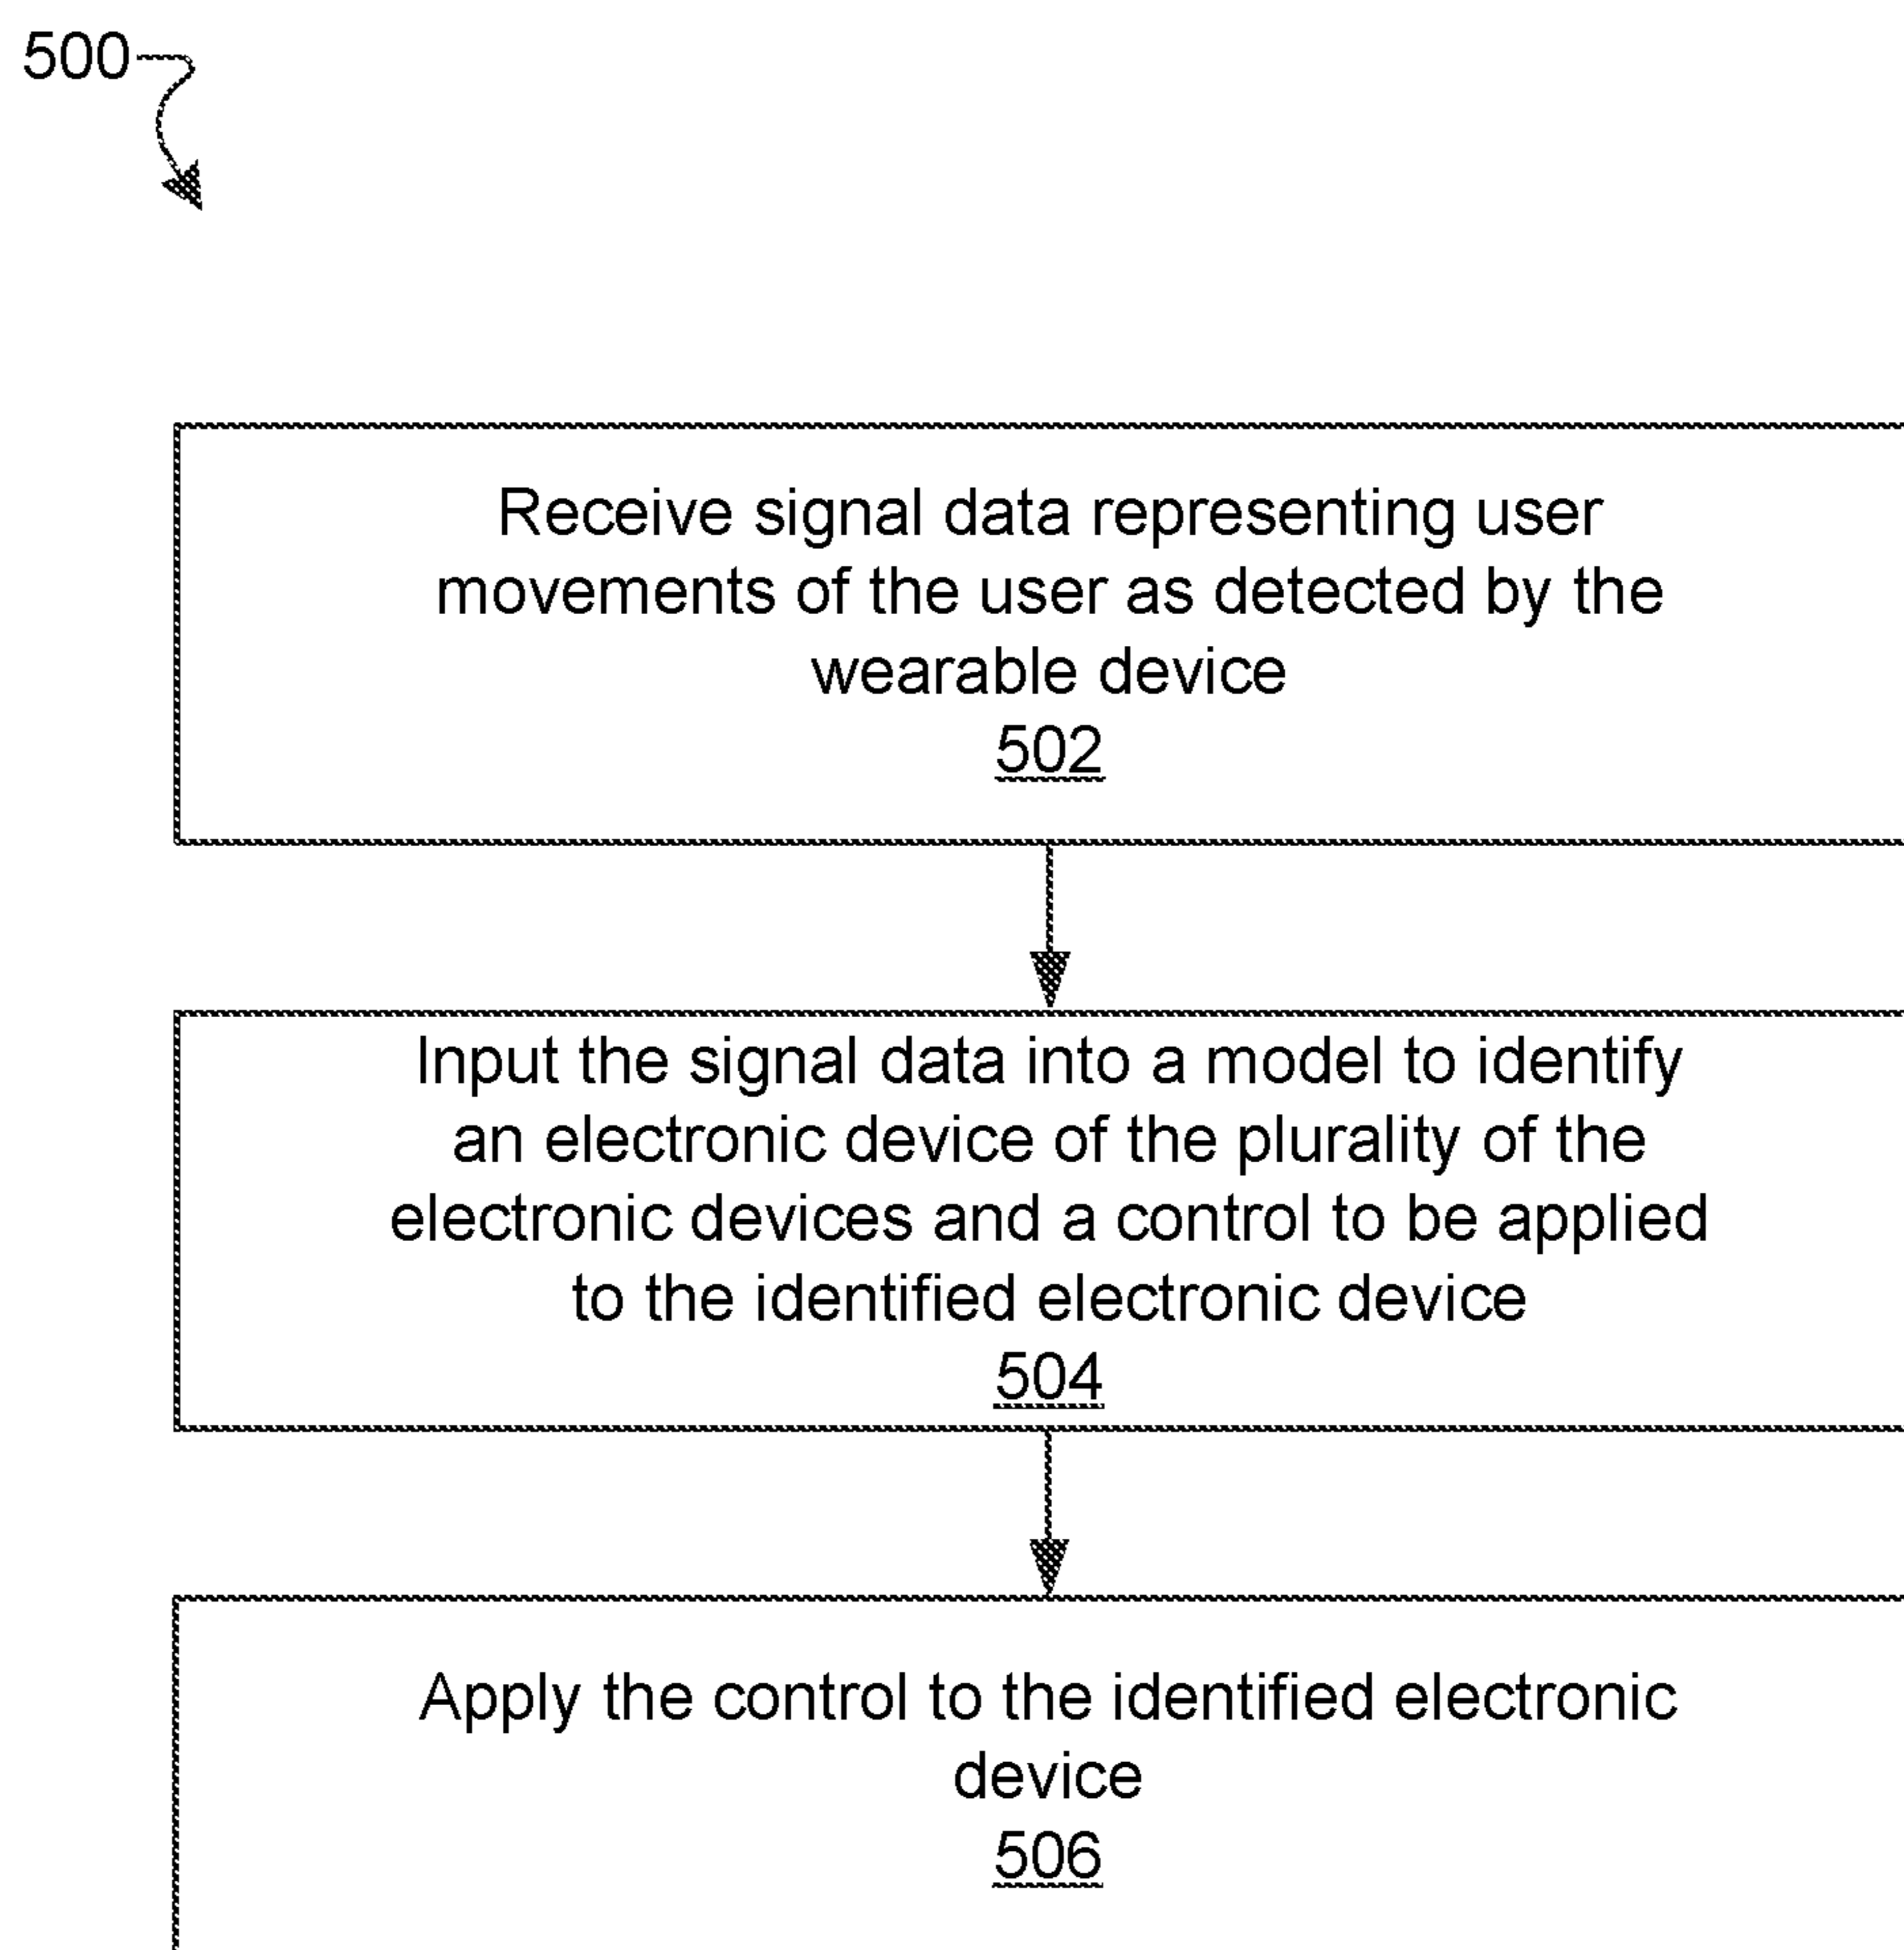 500
Receive signal data representing user
movements of the user as detected by the
wearable device
502
Input the signal data into a model to identify
an electronic device of the plurality of the
electronic devices and a control to be applied
to the identified electronic device
504
Apply the control to the identified electronic
device
506